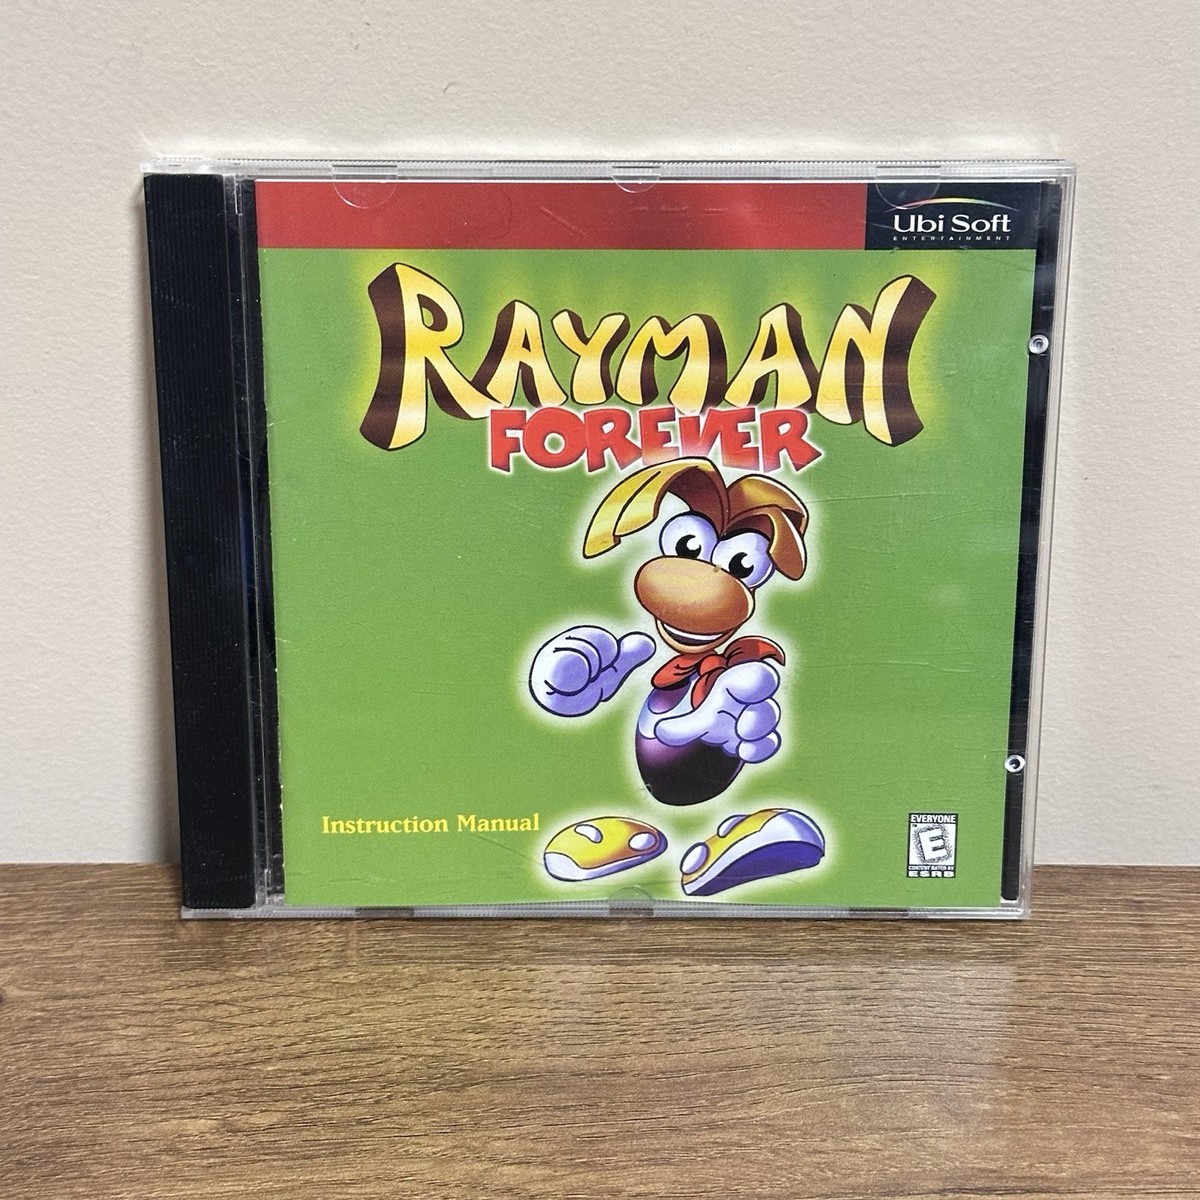 Ubi Soft
ENTERTAINMENT
RAYMAN
FOREVER
Instruction Manual
EVERYONE
E
CONTENT RATED BY
ESRB